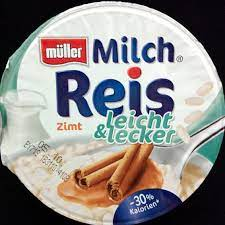 müller
Milch
Reis
Zimt
leicht
&lecker
-30%
Kalorien*